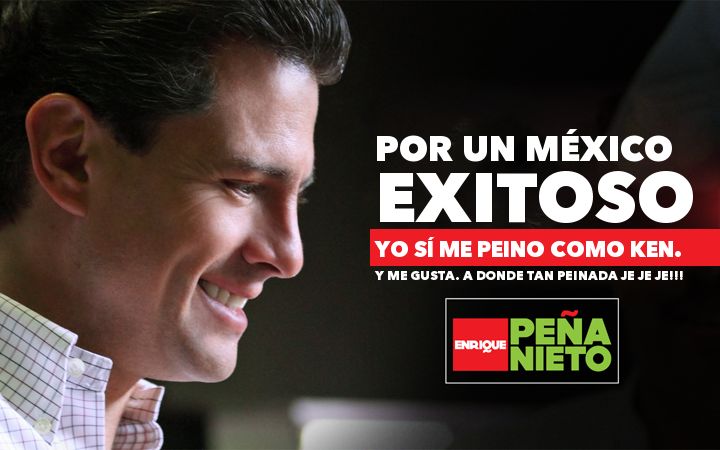 POR UN MÉXICO
EXITOSO
YO SÍ ME PEINO COMO KEN.
Y ME GUSTA. A DONDE TAN PEINADA JE JE JE!!!
ENRIQUE
PEÑA
NIETO